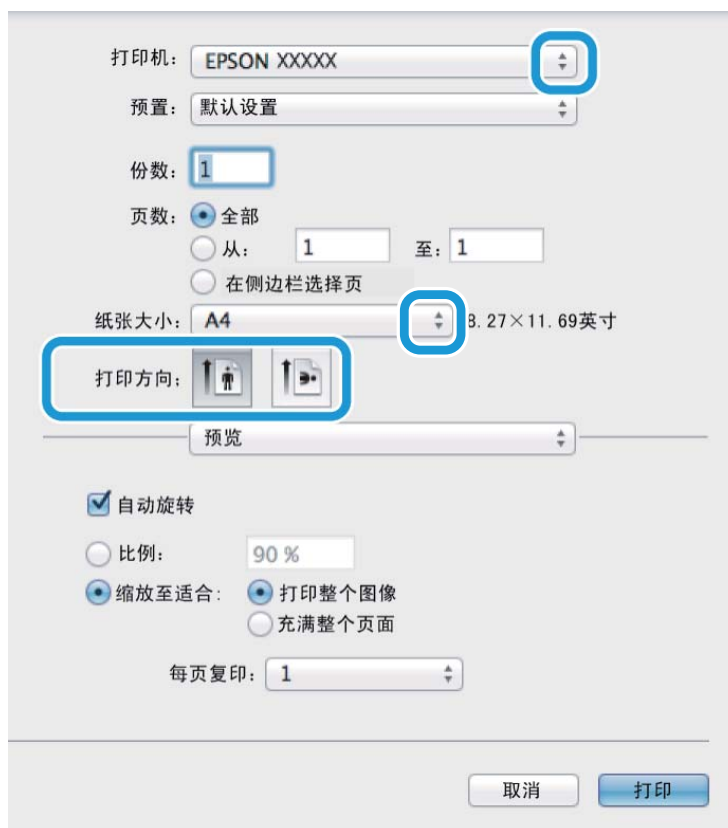 打印机: EPSON XXXXX
预置: 默认设置
份数: 1
页数: 全部
从: 1 至: 1
在侧边栏选择页
纸张大小: A4 8.27×11.69英寸
打印方向:
预览
自动旋转
比例: 90 %
缩放至适合: 打印整个图像
充满整个页面
每页复印: 1
取消 打印